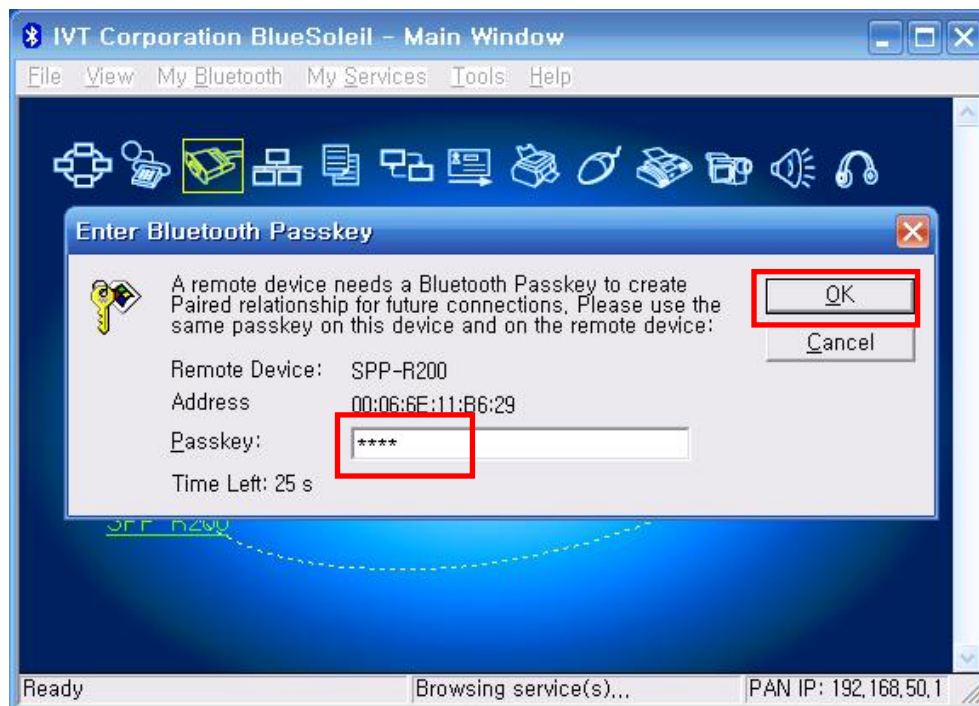 IVT Corporation BlueSoleil - Main Window
File View My Bluetooth My Services Tools Help
Enter Bluetooth Passkey
A remote device needs a Bluetooth Passkey to create
Paired relationship for future connections, Please use the
same passkey on this device and on the remote device:
OK
Cancel
Remote Device: SPP-R200
Address 00:06:6E:11:B6:29
Passkey: ****
Time Left: 25 s
SPP-R200
Ready Browsing service(s),,, PAN IP: 192,168,50,1